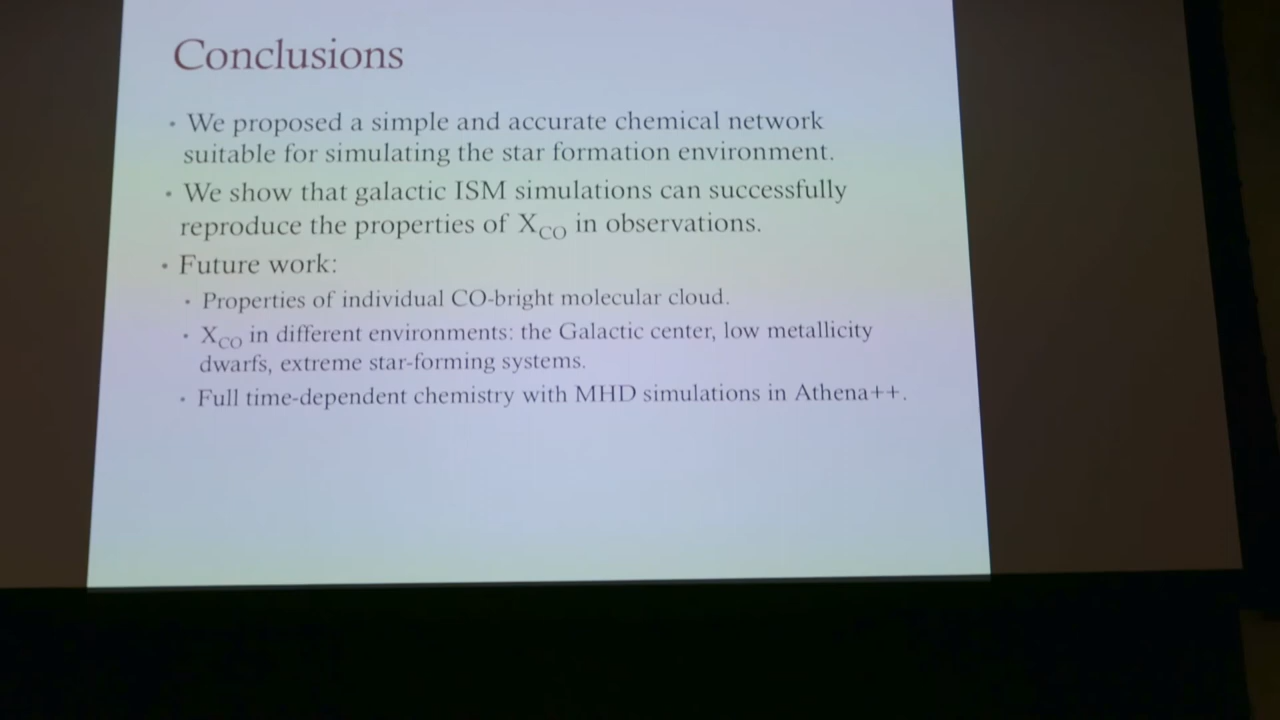 Conclusions
• We proposed a simple and accurate chemical network
suitable for simulating the star formation environment.
• We show that galactic ISM simulations can successfully
reproduce the properties of X_CO in observations.
• Future work:
• Properties of individual CO-bright molecular cloud.
• X_CO in different environments: the Galactic center, low metallicity
dwarfs, extreme star-forming systems.
• Full time-dependent chemistry with MHD simulations in Athena++.